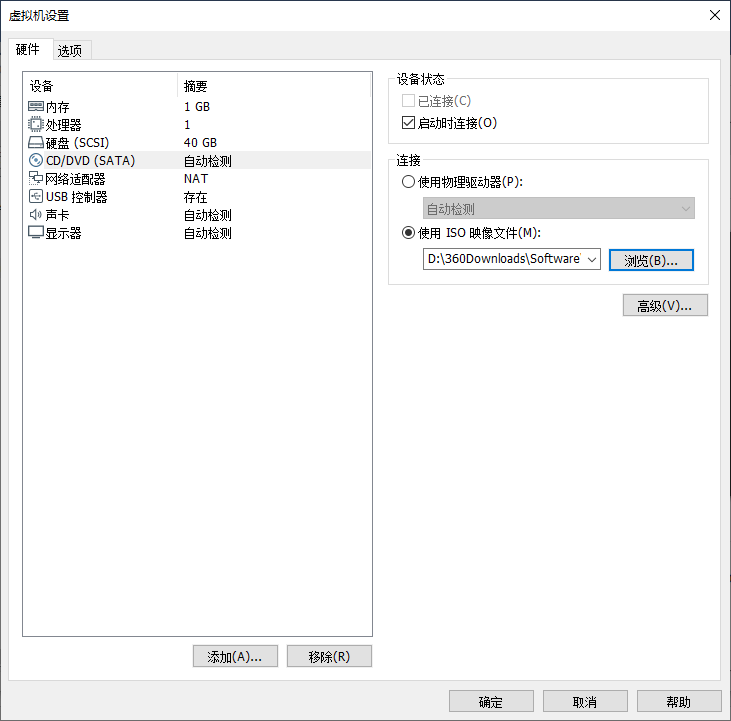 虚拟机设置
硬件 选项
设备 摘要
内存 1 GB
处理器 1
硬盘 (SCSI) 40 GB
CD/DVD (SATA) 自动检测
网络适配器 NAT
USB 控制器 存在
声卡 自动检测
显示器 自动检测
添加(A)... 移除(R)
设备状态
已连接(C)
启动时连接(O)
连接
使用物理驱动器(P):
自动检测
使用 ISO 映像文件(M):
D:\360Downloads\Software 浏览(B)...
高级(V)...
确定 取消 帮助